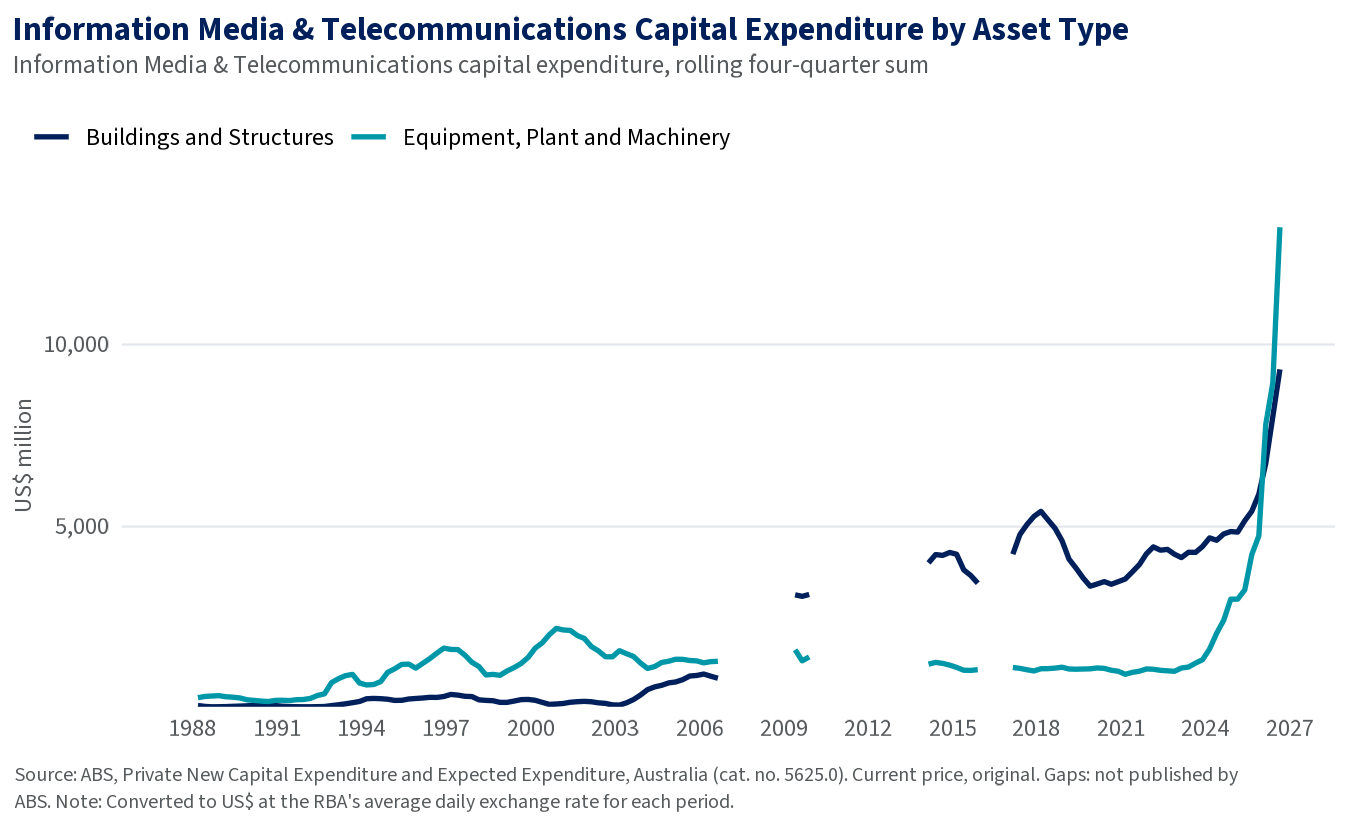 Information Media & Telecommunications Capital Expenditure by Asset Type
Information Media & Telecommunications capital expenditure, rolling four-quarter sum
Buildings and Structures
Equipment, Plant and Machinery
US$ million
10,000
5,000
1988 1991 1994 1997 2000 2003 2006 2009 2012 2015 2018 2021 2024 2027
Source: ABS, Private New Capital Expenditure and Expected Expenditure, Australia (cat. no. 5625.0). Current price, original. Gaps: not published by
ABS. Note: Converted to US$ at the RBA's average daily exchange rate for each period.